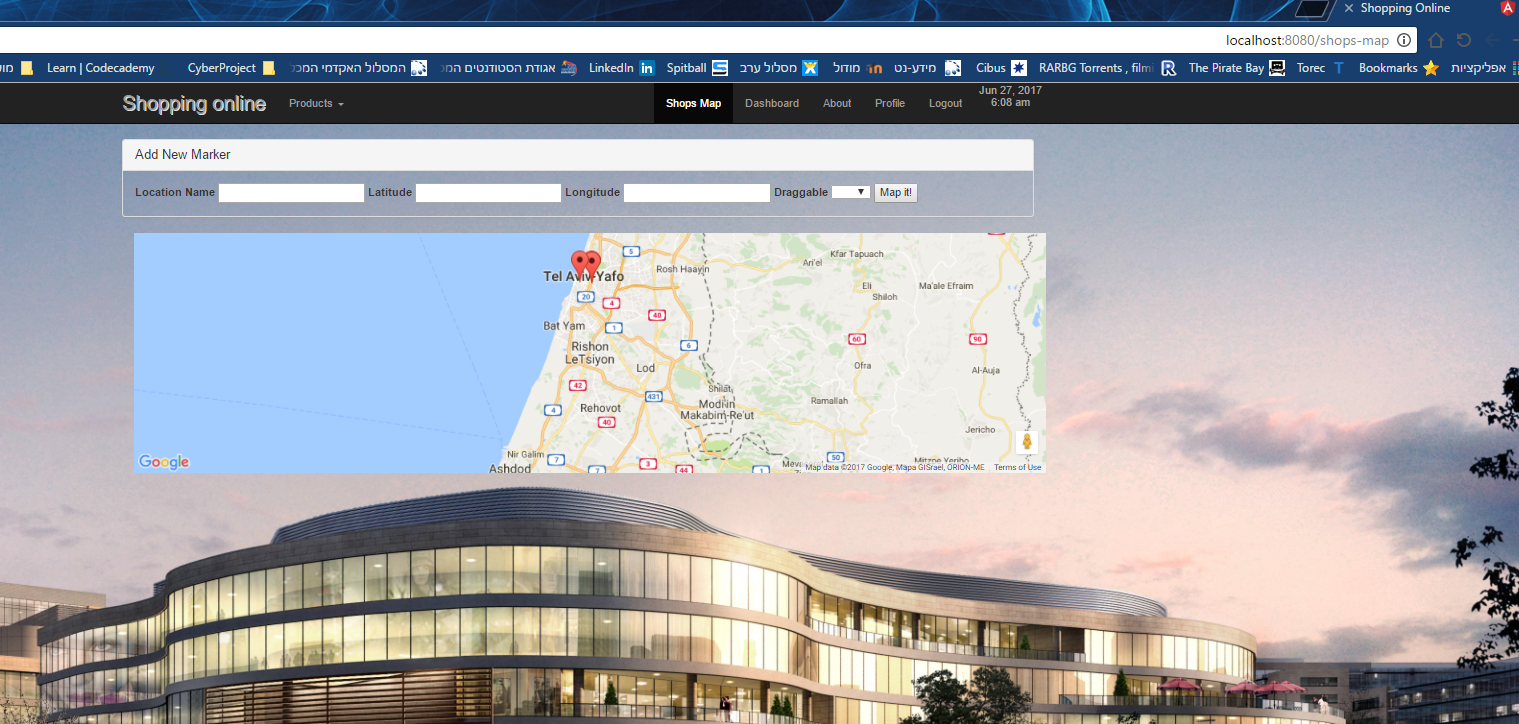 Shopping Online
localhost:8080/shops-map
Learn | Codecademy CyberProject המסלול האקדמי המכ אגודת הסטודנטים המכ LinkedIn Spitball מסלול ערב מודול מידע-נט Cibus RARBG Torrents , filmi The Pirate Bay Torec Bookmarks אפליקציות
Shopping online Products Shops Map Dashboard About Profile Logout Jun 27, 2017
6:08 am
Add New Marker
Location Name Latitude Longitude Draggable Map it!
5
Kfar Tapuach
Ari'el
Rosh Haayin
Tel Aviv-Yafo
Eli
Ma'ale Efraim
Shiloh
20
4
40
Bat Yam
1
60
90
6
Rishon
LeTsiyon
Lod
Ofra
Al-Auja
Shilat
42
431
4
Rehovot
Modi'in
Makabim-Re'ut
Ramallah
40
Jericho
Nir Galim
7
50
Google
Ashdod
7
3
44
1
Mitzpe Yeriho
Map data ©2017 Google, Mapa GISrael, ORION-ME Terms of Use